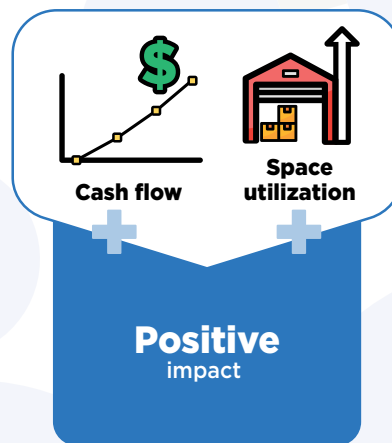 $
Cash flow
Space
utilization
Positive
impact